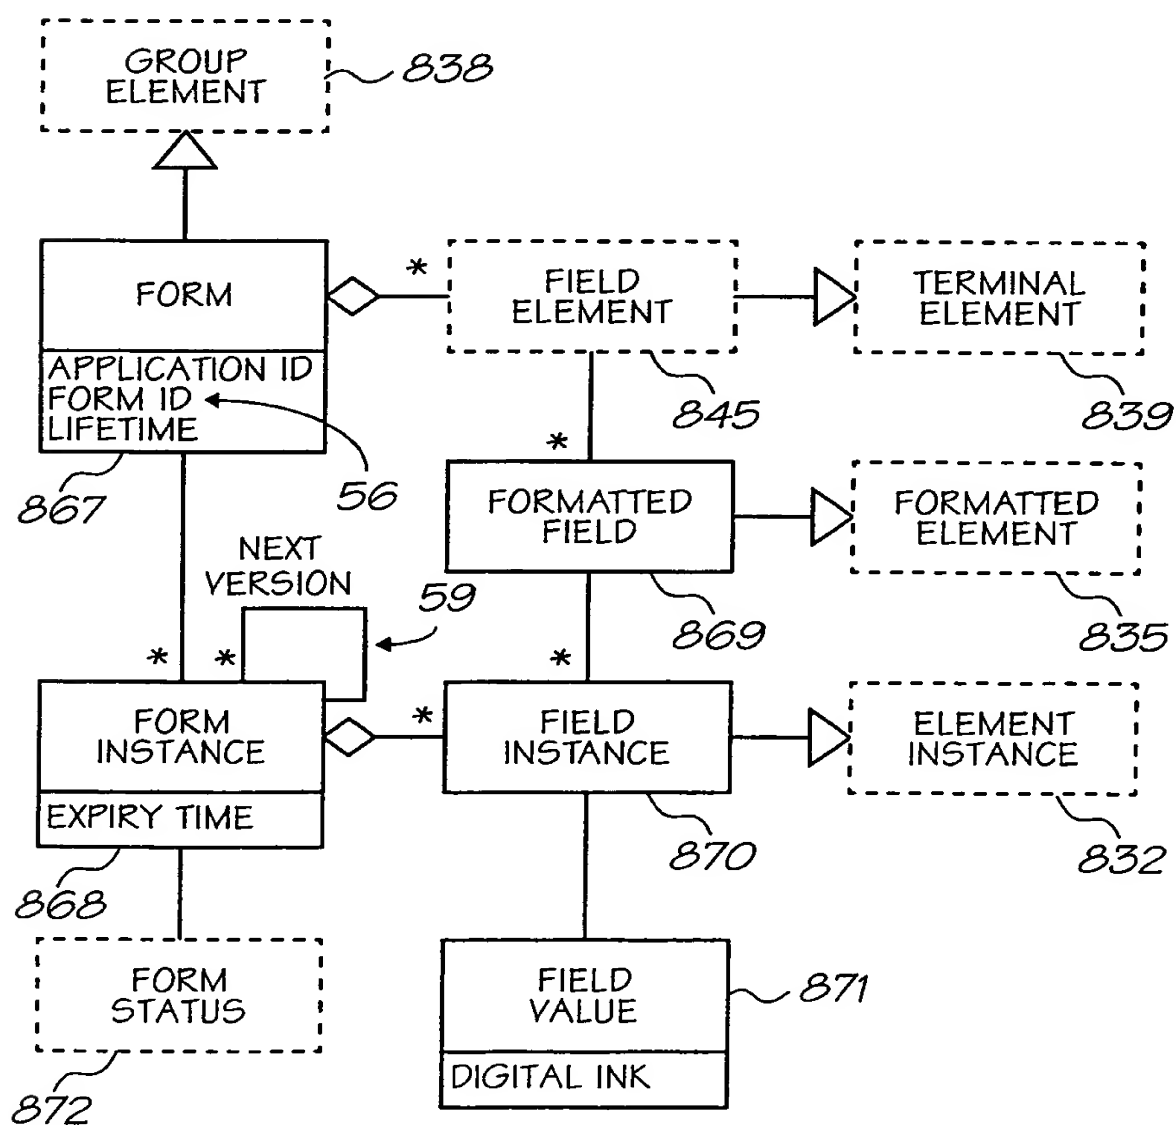 GROUP
ELEMENT
838
FORM
*
FIELD
ELEMENT
TERMINAL
ELEMENT
APPLICATION ID
FORM ID
LIFETIME
845
839
867
56
*
FORMATTED
FIELD
FORMATTED
ELEMENT
NEXT
VERSION
59
869
835
*
*
*
FORM
INSTANCE
*
FIELD
INSTANCE
ELEMENT
INSTANCE
EXPIRY TIME
870
832
868
FORM
STATUS
FIELD
VALUE
871
DIGITAL INK
872